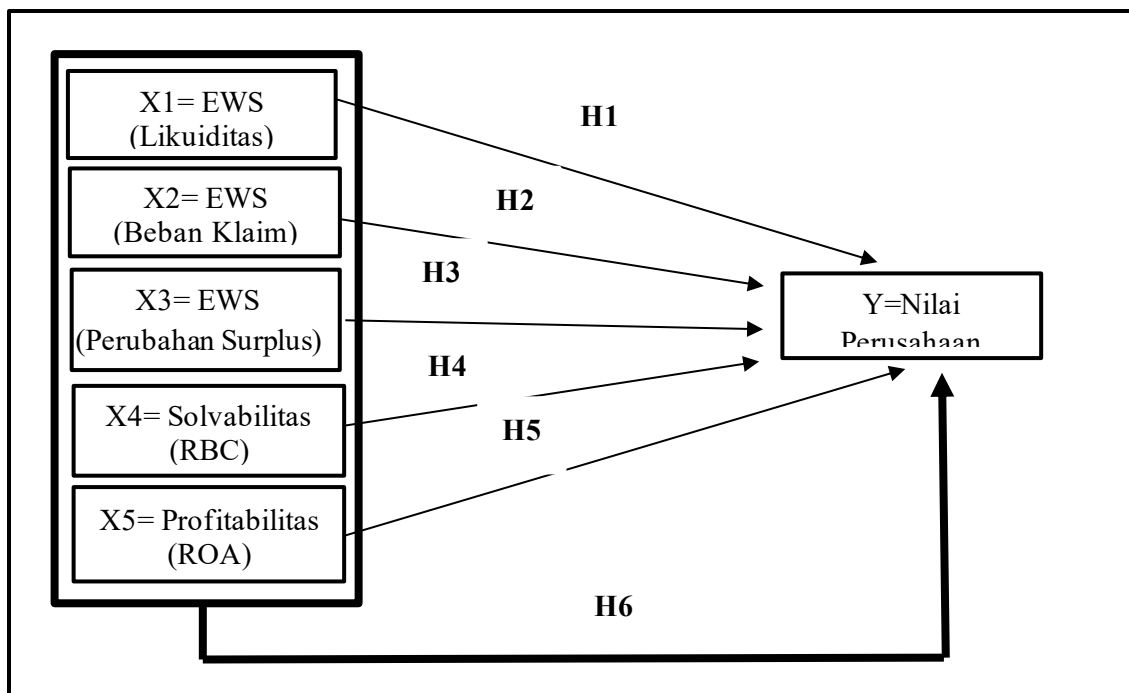 X1= EWS
(Likuiditas)
H1
X2= EWS
(Beban Klaim)
H2
H3
X3= EWS
(Perubahan Surplus)
Y=Nilai
Perusahaan
H4
X4= Solvabilitas
(RBC)
H5
X5= Profitabilitas
(ROA)
H6